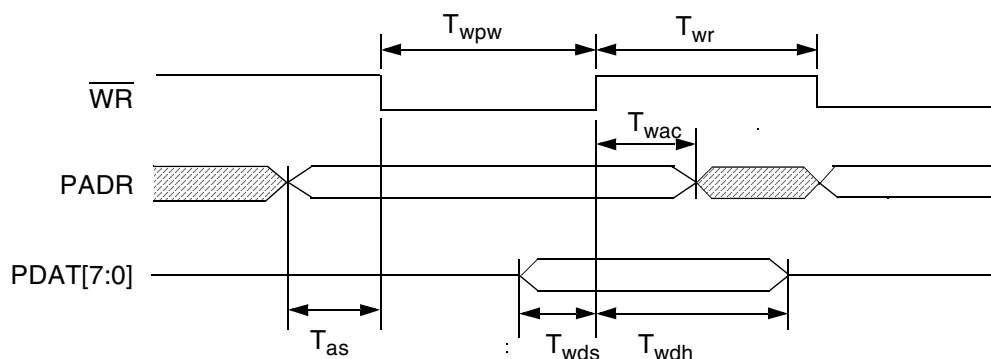 Twpw
Twr
WR
Twac
PADR
PDAT[7:0]
Tas
:
Twds
Twdh